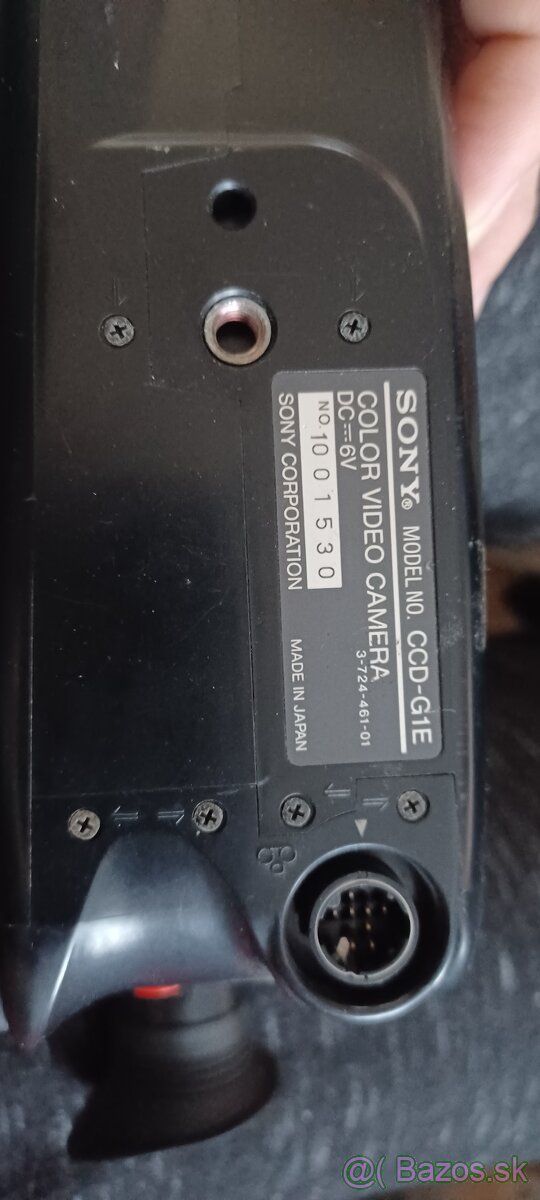 SONY® MODEL NO. CCD-G1E
COLOR VIDEO CAMERA
3-724-461-01
DC⎓6V
NO. 1001530
SONY CORPORATION MADE IN JAPAN
@( Bazos.sk